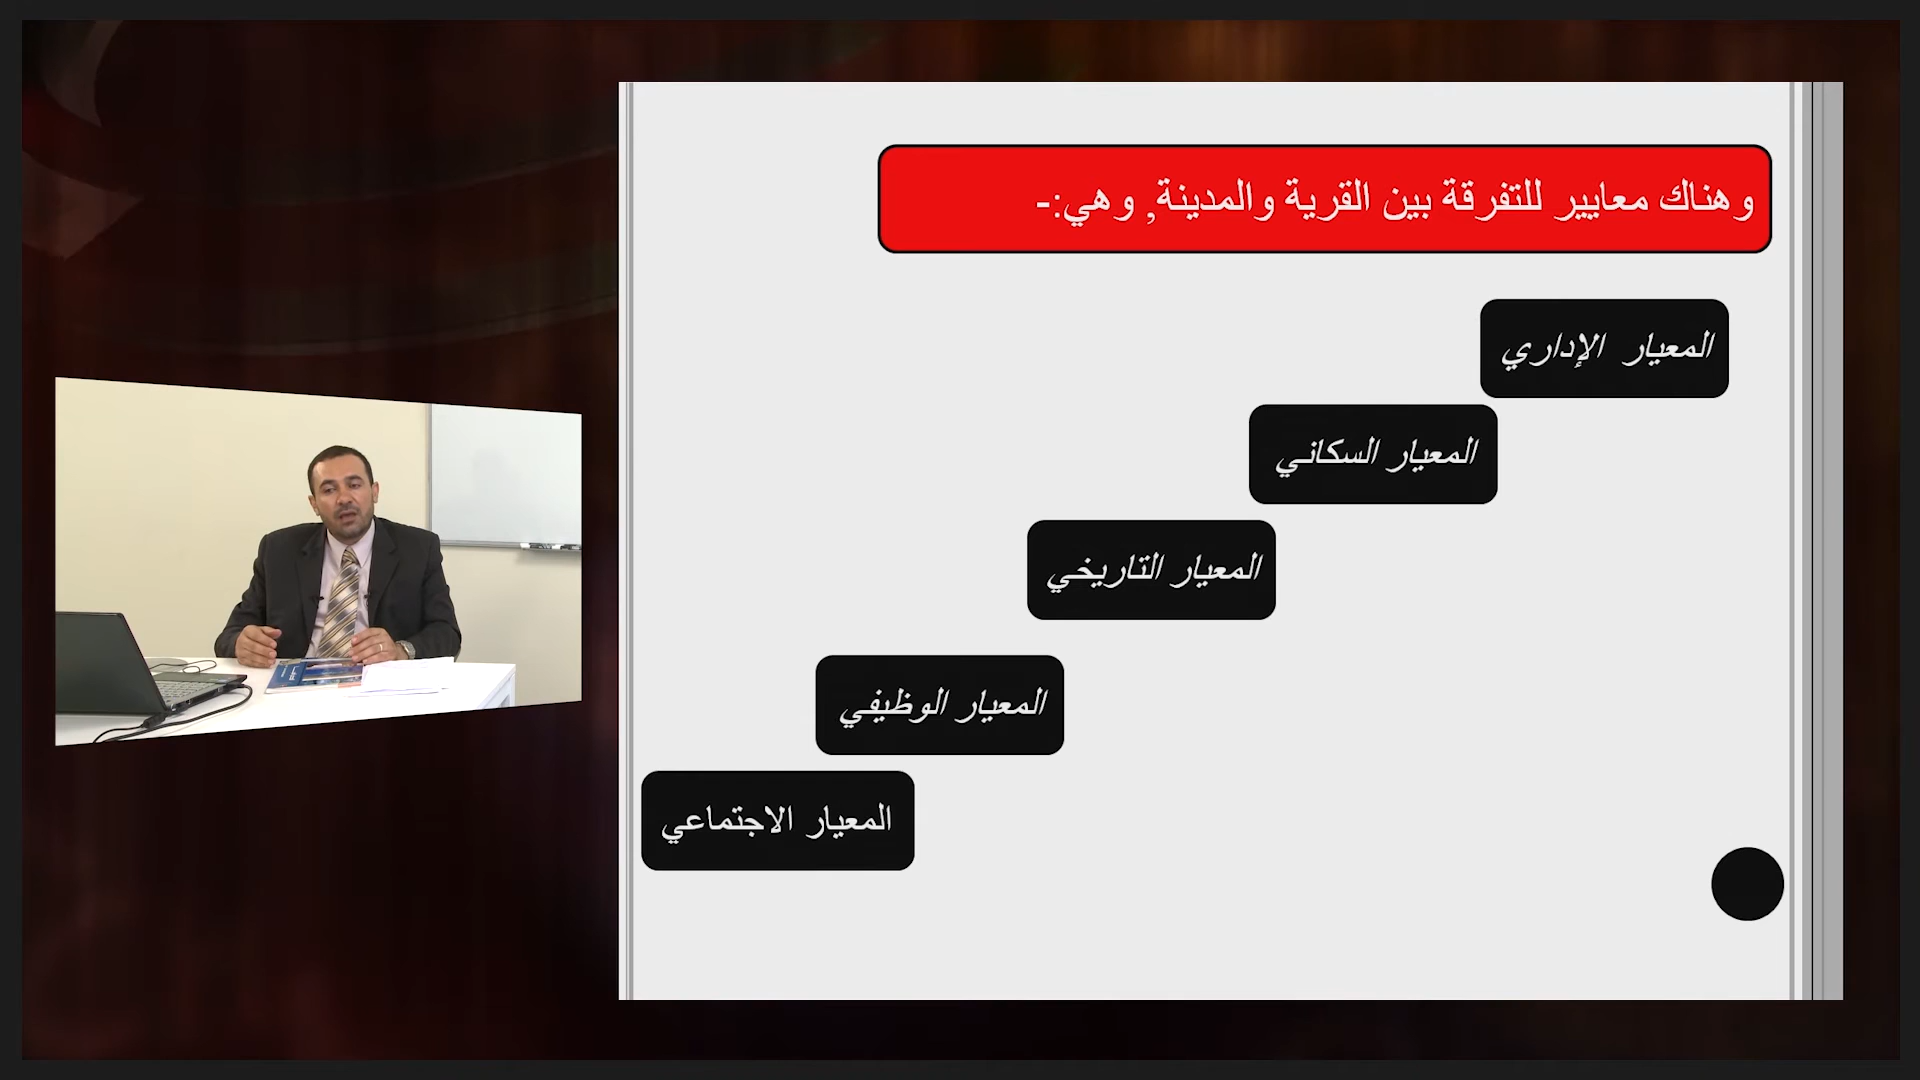 وهناك معايير للتفرقة بين القرية والمدينة, وهي:-
المعيار الإداري
المعيار السكاني
المعيار التاريخي
المعيار الوظيفي
المعيار الاجتماعي